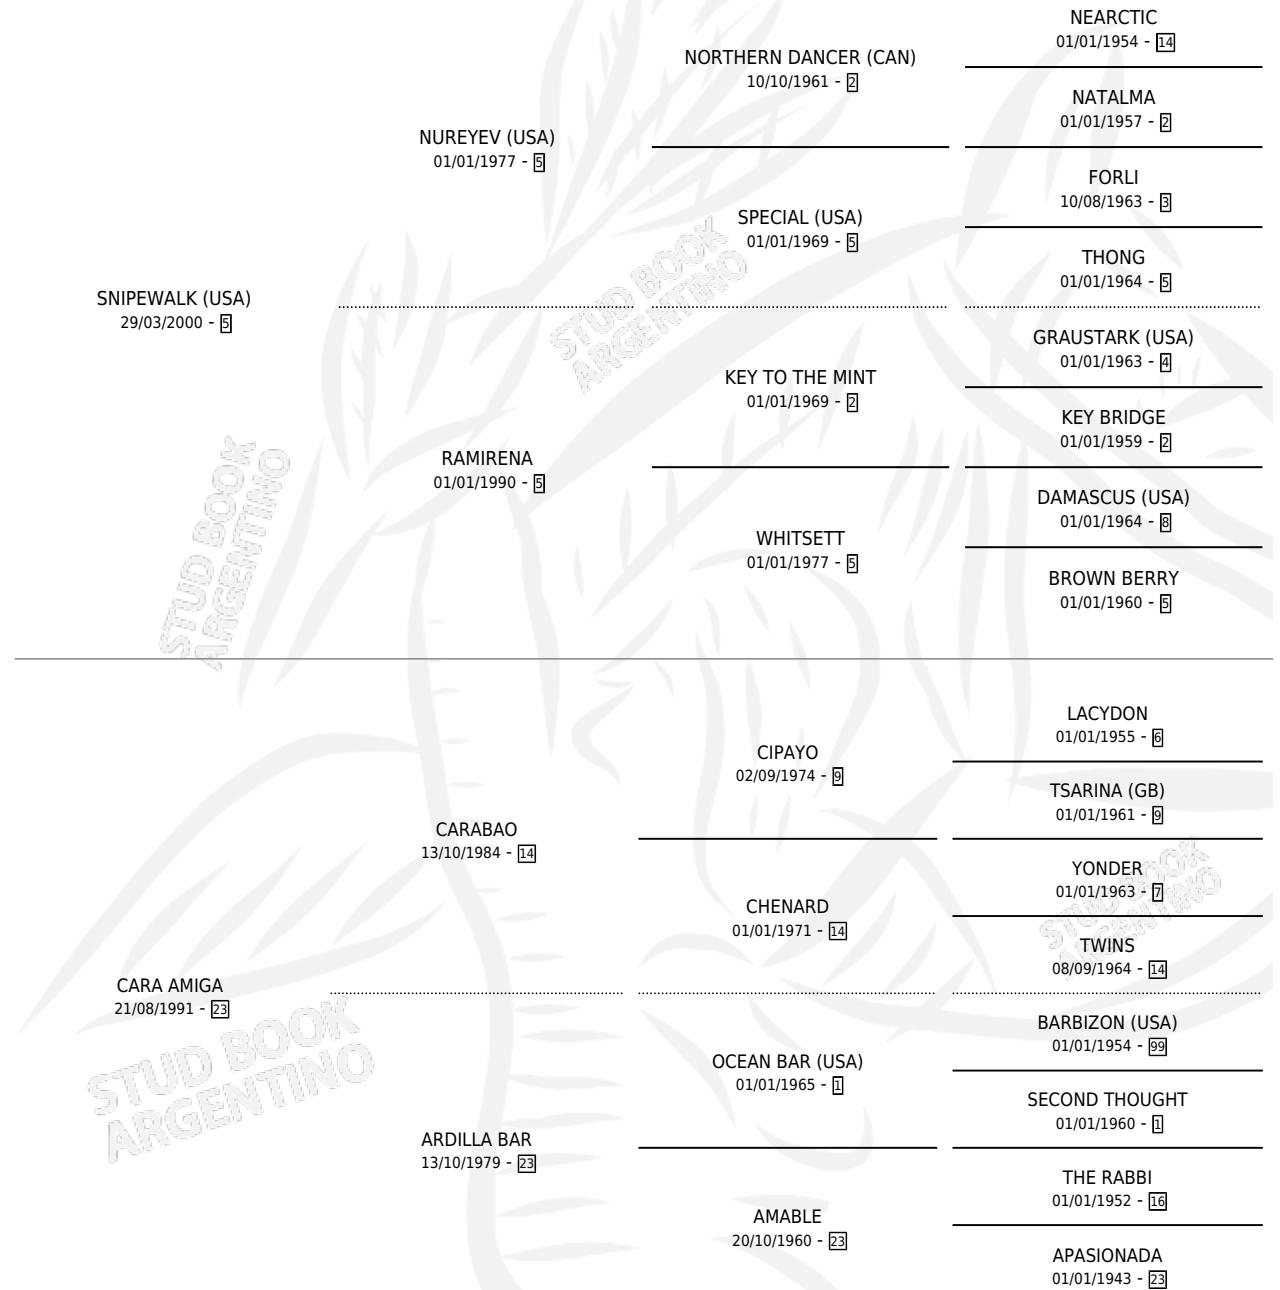 NEARCTIC
01/01/1954 - 14
NORTHERN DANCER (CAN)
10/10/1961 - 2
NATALMA
01/01/1957 - 2
NUREYEV (USA)
01/01/1977 - 5
FORLI
10/08/1963 - 3
SPECIAL (USA)
01/01/1969 - 5
THONG
01/01/1964 - 5
SNIPEWALK (USA)
29/03/2000 - 5
STUD BOOK
ARGENTINO
GRAUSTARK (USA)
01/01/1963 - 4
KEY TO THE MINT
01/01/1969 - 2
KEY BRIDGE
01/01/1959 - 2
RAMIRENA
01/01/1990 - 5
DAMASCUS (USA)
01/01/1964 - 8
WHITSETT
01/01/1977 - 5
BROWN BERRY
01/01/1960 - 5
STUD BOOK
ARGENTINO
LACYDON
01/01/1955 - 6
CIPAYO
02/09/1974 - 9
TSARINA (GB)
01/01/1961 - 9
CARABAO
13/10/1984 - 14
YONDER
01/01/1963 - 7
CHENARD
01/01/1971 - 14
STUD BOOK
ARGENTINO
TWINS
08/09/1964 - 14
CARA AMIGA
21/08/1991 - 23
BARBIZON (USA)
01/01/1954 - 99
OCEAN BAR (USA)
01/01/1965 - 1
STUD BOOK
ARGENTINO
SECOND THOUGHT
01/01/1960 - 1
ARDILLA BAR
13/10/1979 - 23
THE RABBI
01/01/1952 - 16
AMABLE
20/10/1960 - 23
APASIONADA
01/01/1943 - 23